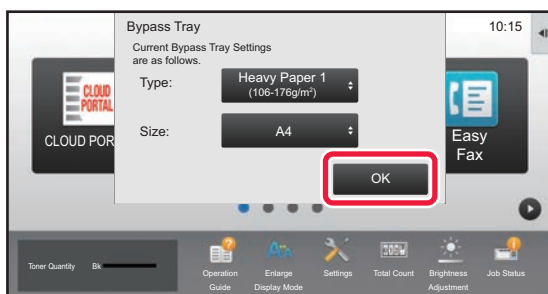 Bypass Tray
10:15
Current Bypass Tray Settings
are as follows.
Type:
Heavy Paper 1
(106-176g/m²)
Size:
A4
OK
CLOUD
PORTAL
CLOUD POR
Easy
Fax
Toner Quantity
Bk
Operation
Guide
Enlarge
Display Mode
Settings
Total Count
Brightness
Adjustment
Job Status